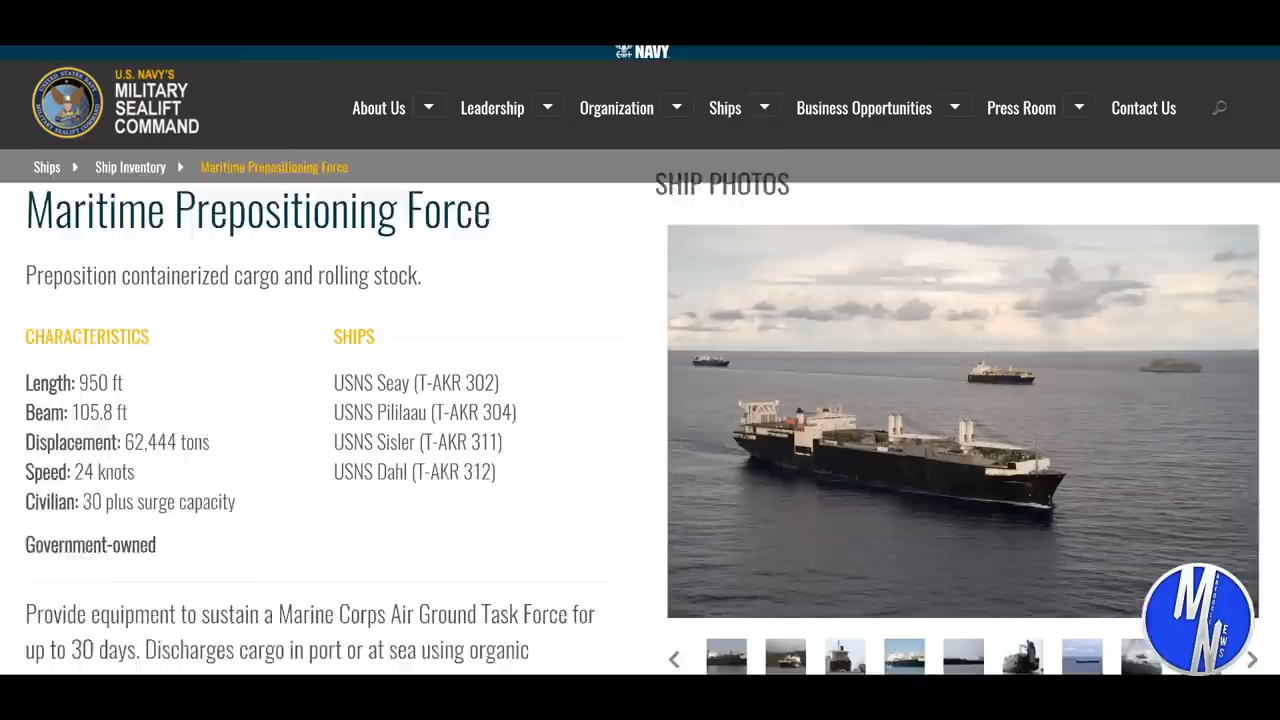 NAVY
U.S. NAVY'S
MILITARY
SEALIFT
COMMAND
About Us
Leadership
Organization
Ships
Business Opportunities
Press Room
Contact Us
Ships
Ship Inventory
Maritime Prepositioning Force
Maritime Prepositioning Force
Preposition containerized cargo and rolling stock.
CHARACTERISTICS
Length: 950 ft
Beam: 105.8 ft
Displacement: 62,444 tons
Speed: 24 knots
Civilian: 30 plus surge capacity
Government-owned
SHIPS
USNS Seay (T-AKR 302)
USNS Pililaau (T-AKR 304)
USNS Sisler (T-AKR 311)
USNS Dahl (T-AKR 312)
Provide equipment to sustain a Marine Corps Air Ground Task Force for
up to 30 days. Discharges cargo in port or at sea using organic
SHIP PHOTOS
M
N
EWS